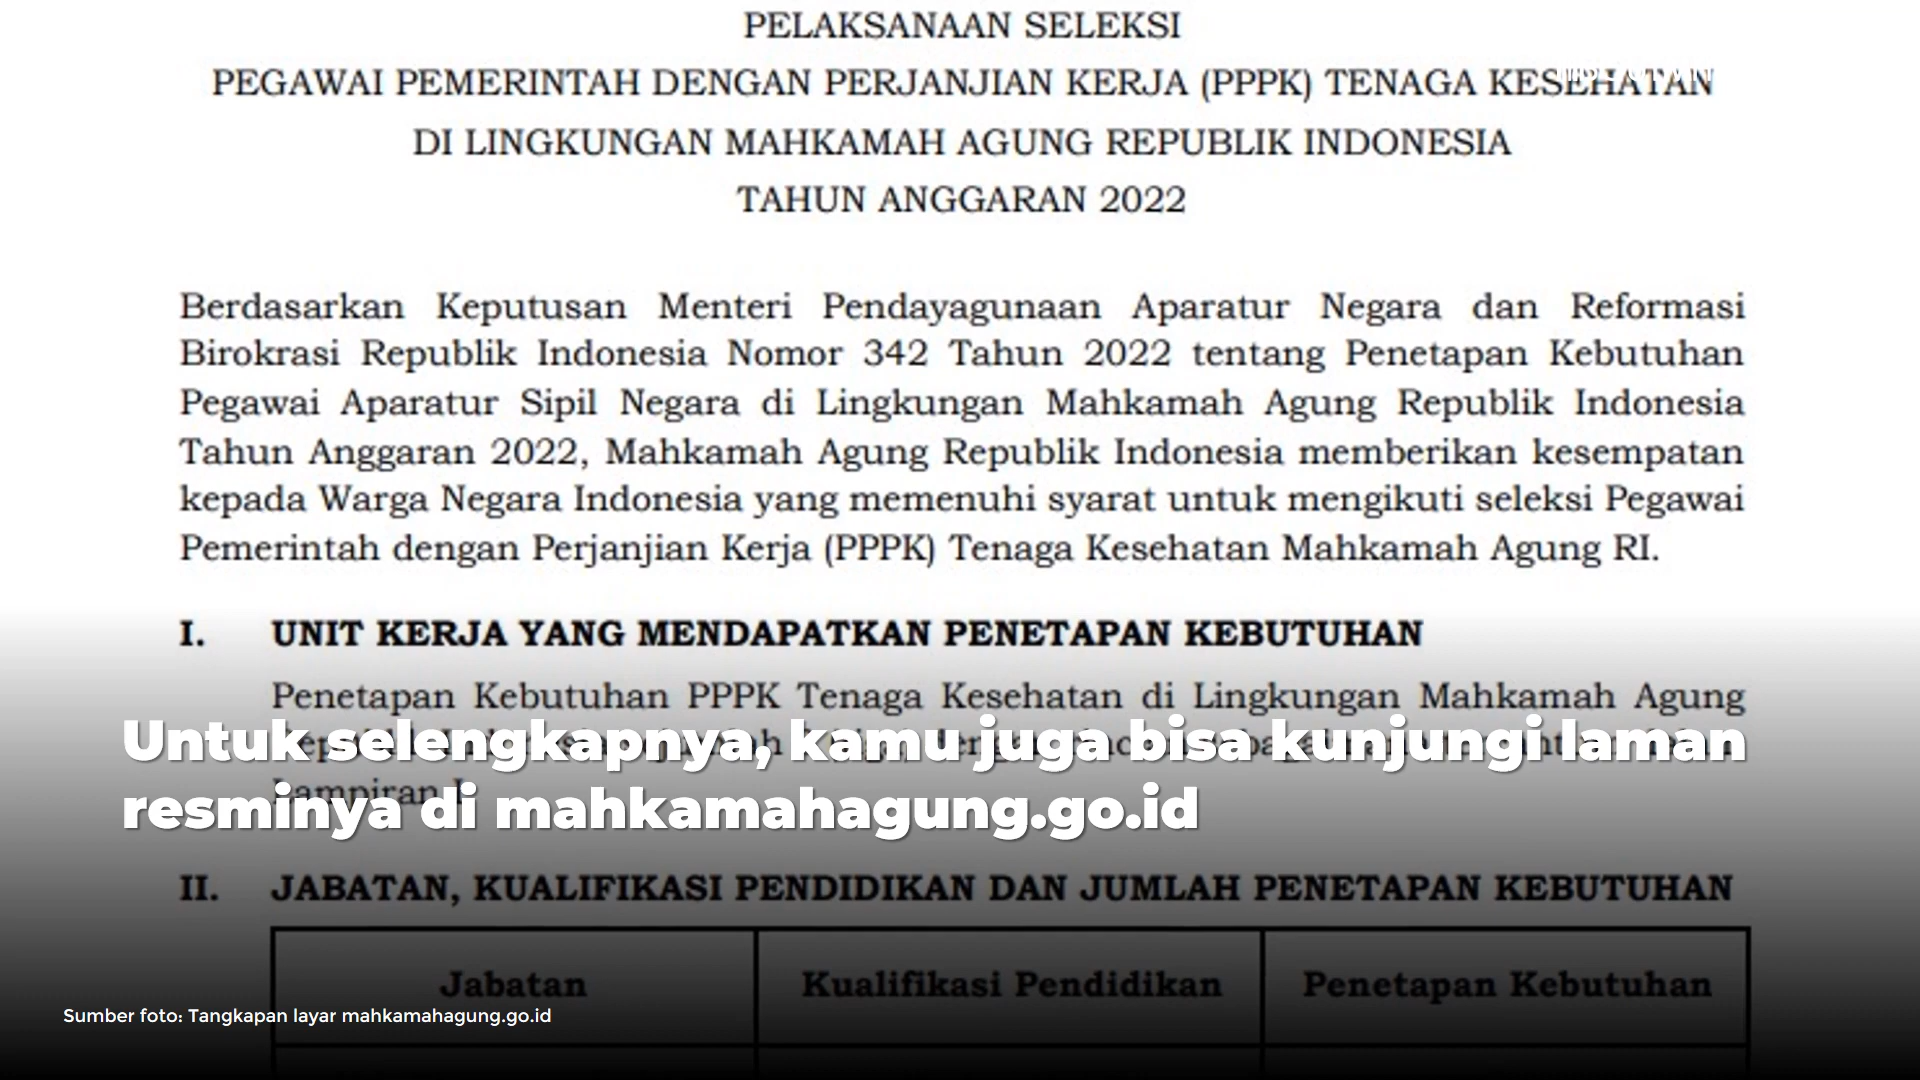 PELAKSANAAN SELEKSI
PEGAWAI PEMERINTAH DENGAN PERJANJIAN KERJA (PPPK) TENAGA KESEHATAN
DI LINGKUNGAN MAHKAMAH AGUNG REPUBLIK INDONESIA
TAHUN ANGGARAN 2022
Berdasarkan Keputusan Menteri Pendayagunaan Aparatur Negara dan Reformasi
Birokrasi Republik Indonesia Nomor 342 Tahun 2022 tentang Penetapan Kebutuhan
Pegawai Aparatur Sipil Negara di Lingkungan Mahkamah Agung Republik Indonesia
Tahun Anggaran 2022, Mahkamah Agung Republik Indonesia memberikan kesempatan
kepada Warga Negara Indonesia yang memenuhi syarat untuk mengikuti seleksi Pegawai
Pemerintah dengan Perjanjian Kerja (PPPK) Tenaga Kesehatan Mahkamah Agung RI.
I. UNIT KERJA YANG MENDAPATKAN PENETAPAN KEBUTUHAN
Penetapan Kebutuhan PPPK Tenaga Kesehatan di Lingkungan Mahkamah Agung
Untuk selengkapnya, kamu juga bisa kunjungi laman
Lampiran I
resminya di mahkamahagung.go.id
II. JABATAN, KUALIFIKASI PENDIDIKAN DAN JUMLAH PENETAPAN KEBUTUHAN
Jabatan Kualifikasi Pendidikan Penetapan Kebutuhan
Sumber foto: Tangkapan layar mahkamahagung.go.id